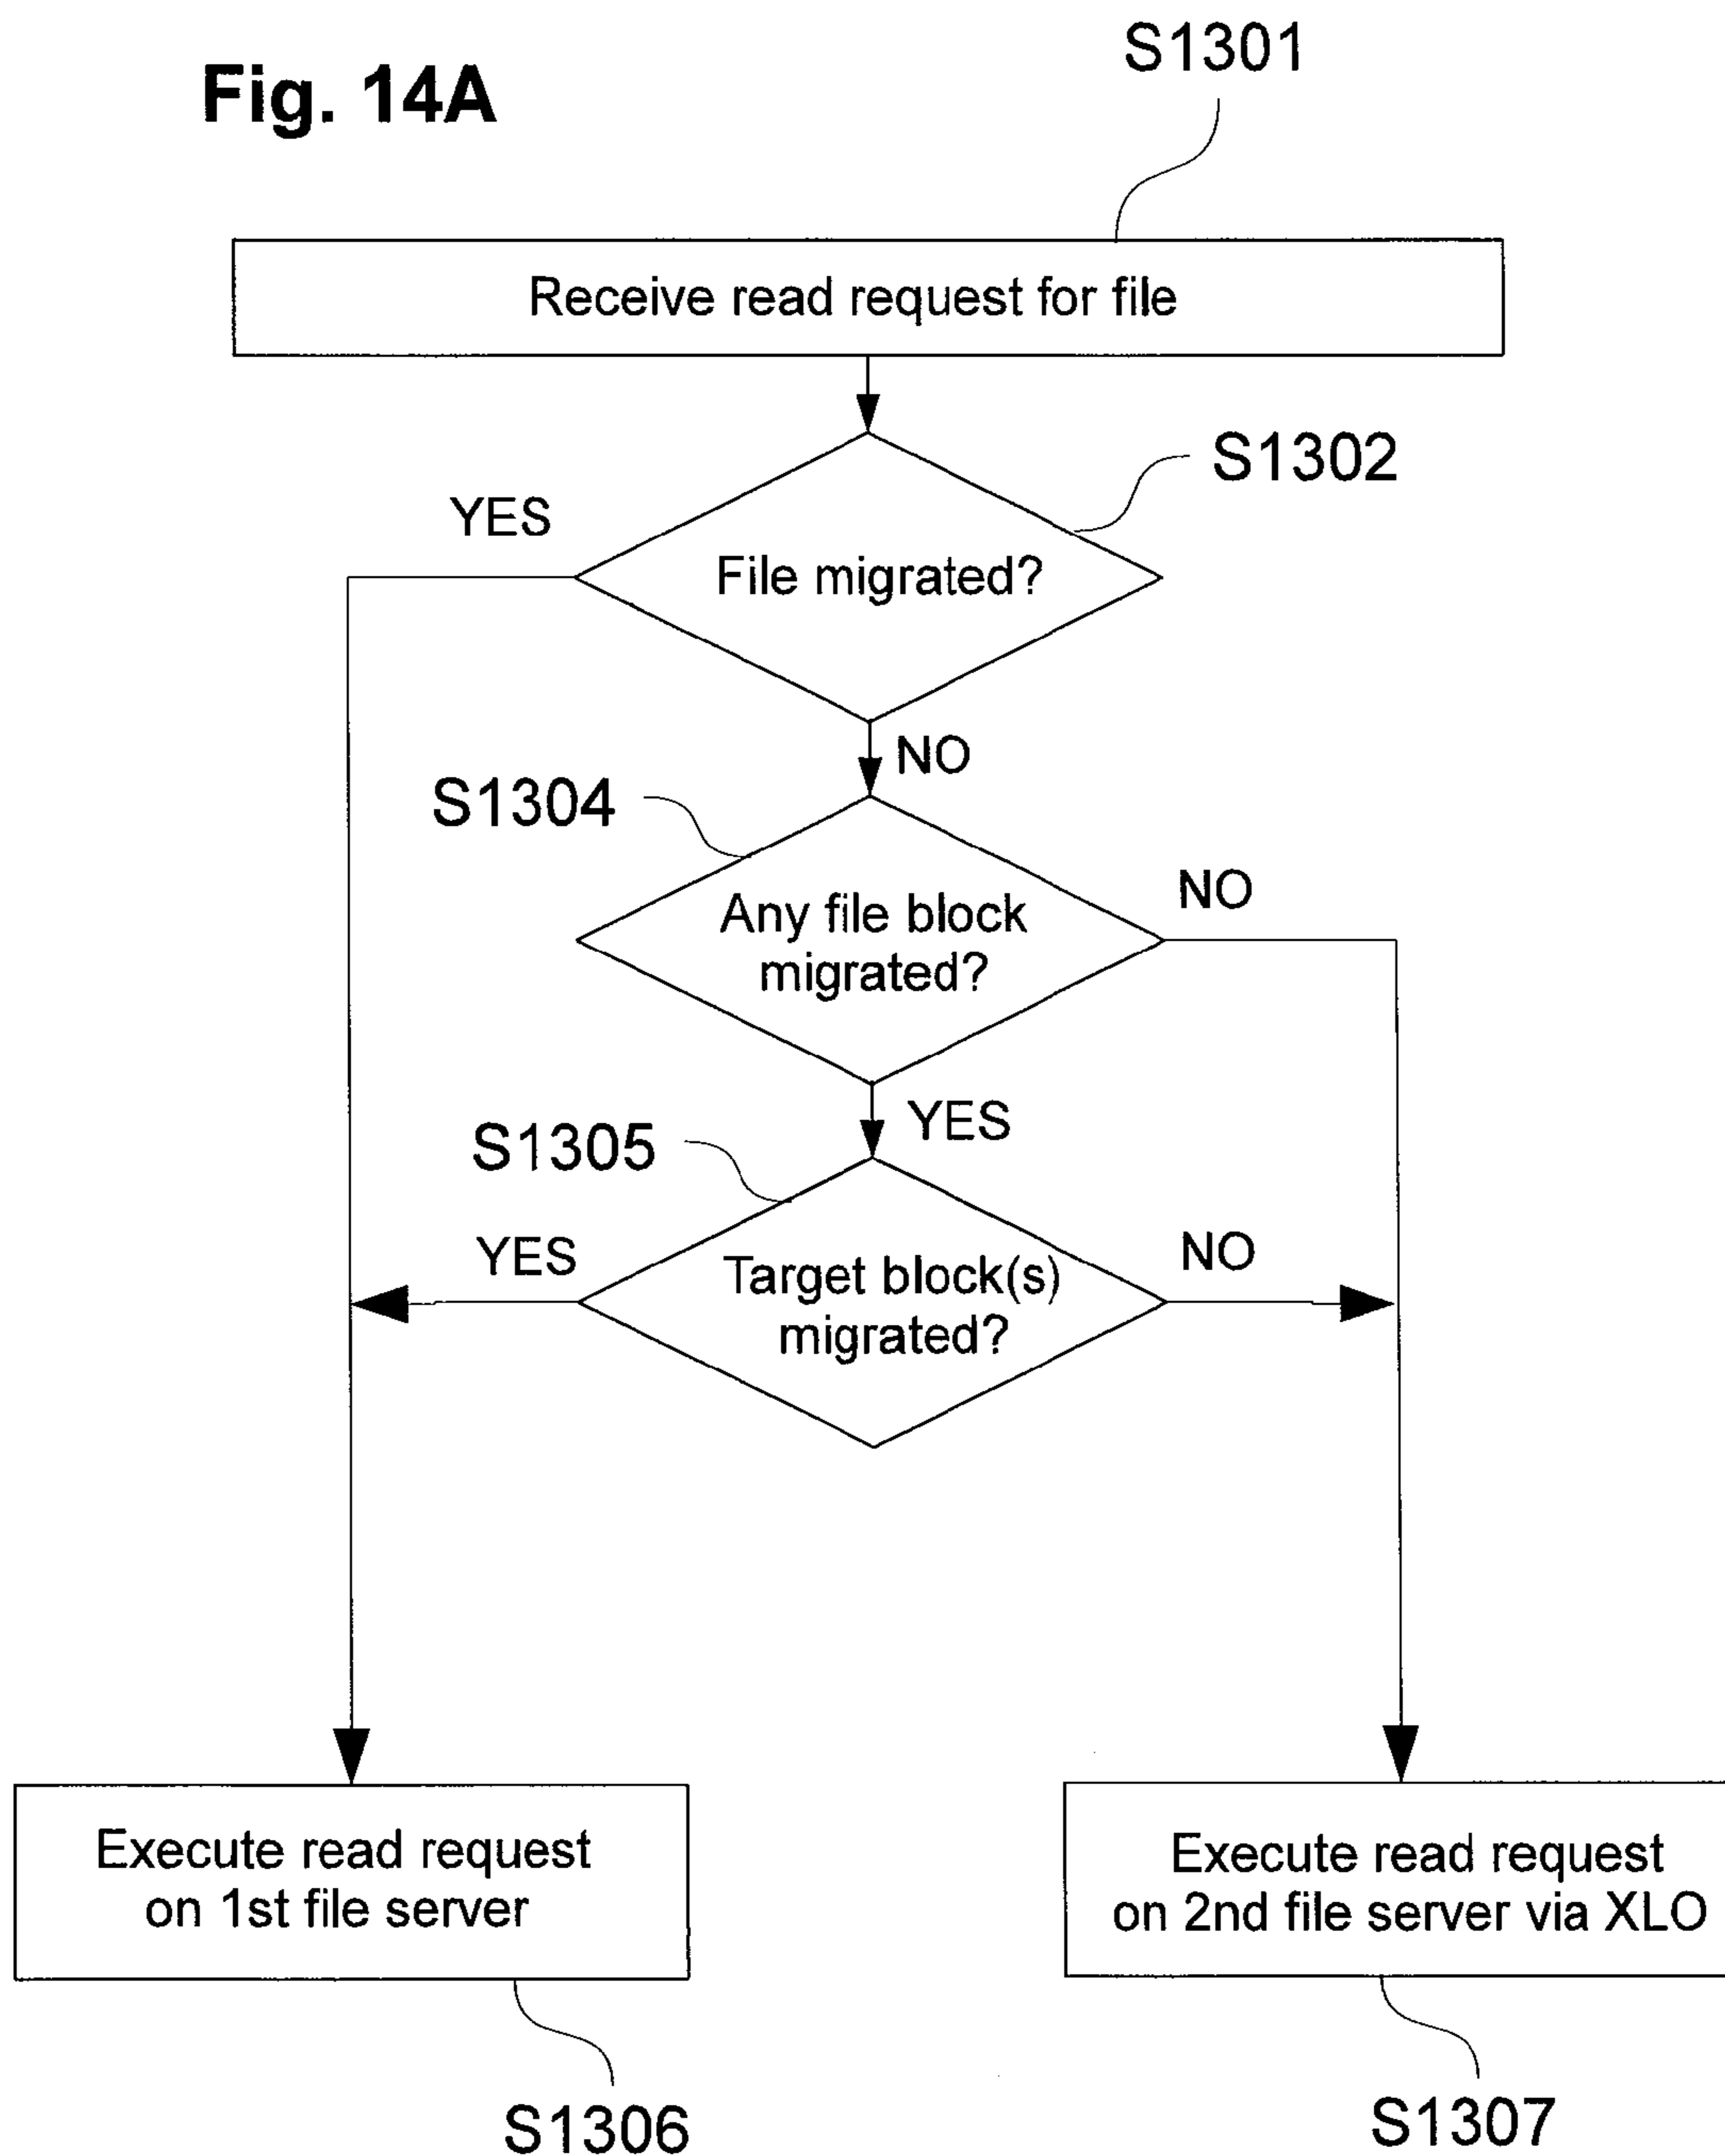 Fig. 14A
S1301
Receive read request for file
S1302
YES
File migrated?
NO
S1304
Any file block
migrated?
NO
YES
S1305
YES
Target block(s)
migrated?
NO
Execute read request
on 1st file server
Execute read request
on 2nd file server via XLO
S1306
S1307